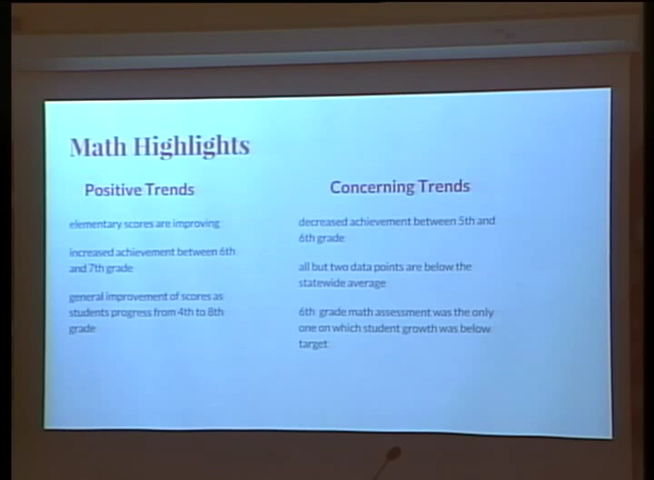 Math Highlights
Positive Trends
elementary scores are improving
increased achievement between 6th
and 7th grade
general improvement of scores as
students progress from 4th to 8th
grade
Concerning Trends
decreased achievement between 5th and
6th grade
all but two data points are below the
statewide average
6th grade math assessment was the only
one on which student growth was below
target